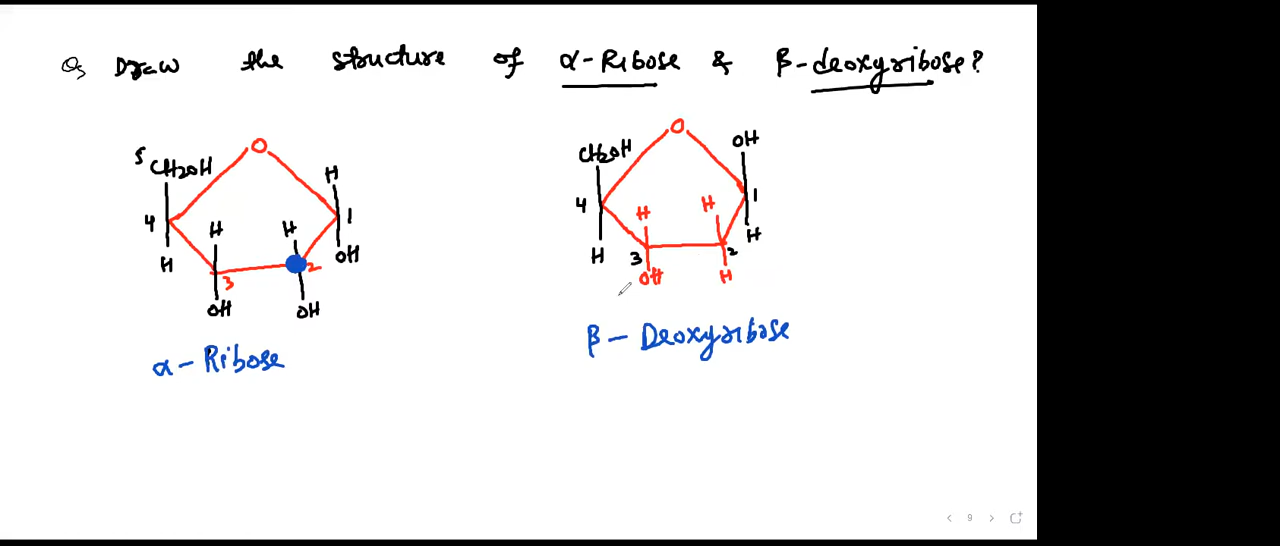 Q, Draw the structure of α-Ribose & β-deoxyribose?
O O
5 CH2OH H CH2OH OH
4 H H 1 4 H H 1
H 3 2 OH H 3 2 H
OH OH OH H
α - Ribose β - Deoxyribose
< 9 >